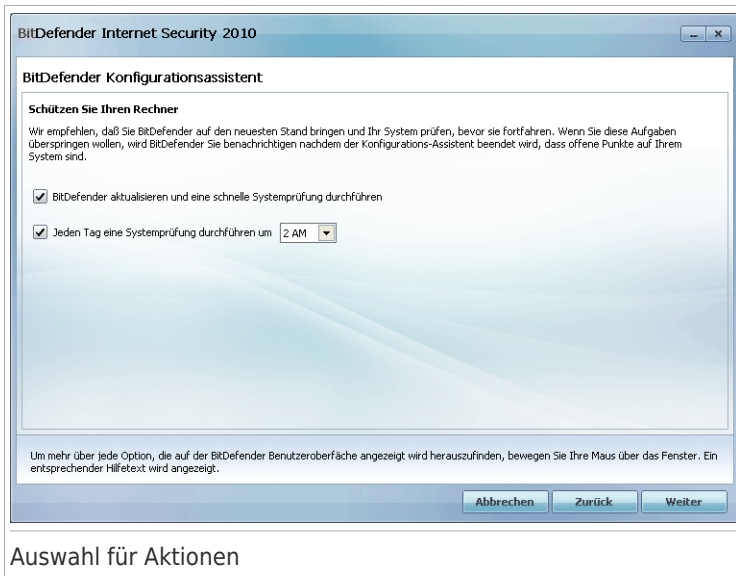 BitDefender Internet Security 2010
BitDefender Konfigurationsassistent
Schützen Sie Ihren Rechner
Wir empfehlen, daß Sie BitDefender auf den neuesten Stand bringen und Ihr System prüfen, bevor sie fortfahren. Wenn Sie diese Aufgaben
überspringen wollen, wird BitDefender Sie benachrichtigen nachdem der Konfigurations-Assistent beendet wird, dass offene Punkte auf Ihrem
System sind.
BitDefender aktualisieren und eine schnelle Systemprüfung durchführen
Jeden Tag eine Systemprüfung durchführen um 2 AM
Um mehr über jede Option, die auf der BitDefender Benutzeroberfäche angezeigt wird herauszufinden, bewegen Sie Ihre Maus über das Fenster. Ein
entsprechender Hilfetext wird angezeigt.
Abbrechen Zurück Weiter
Auswahl für Aktionen